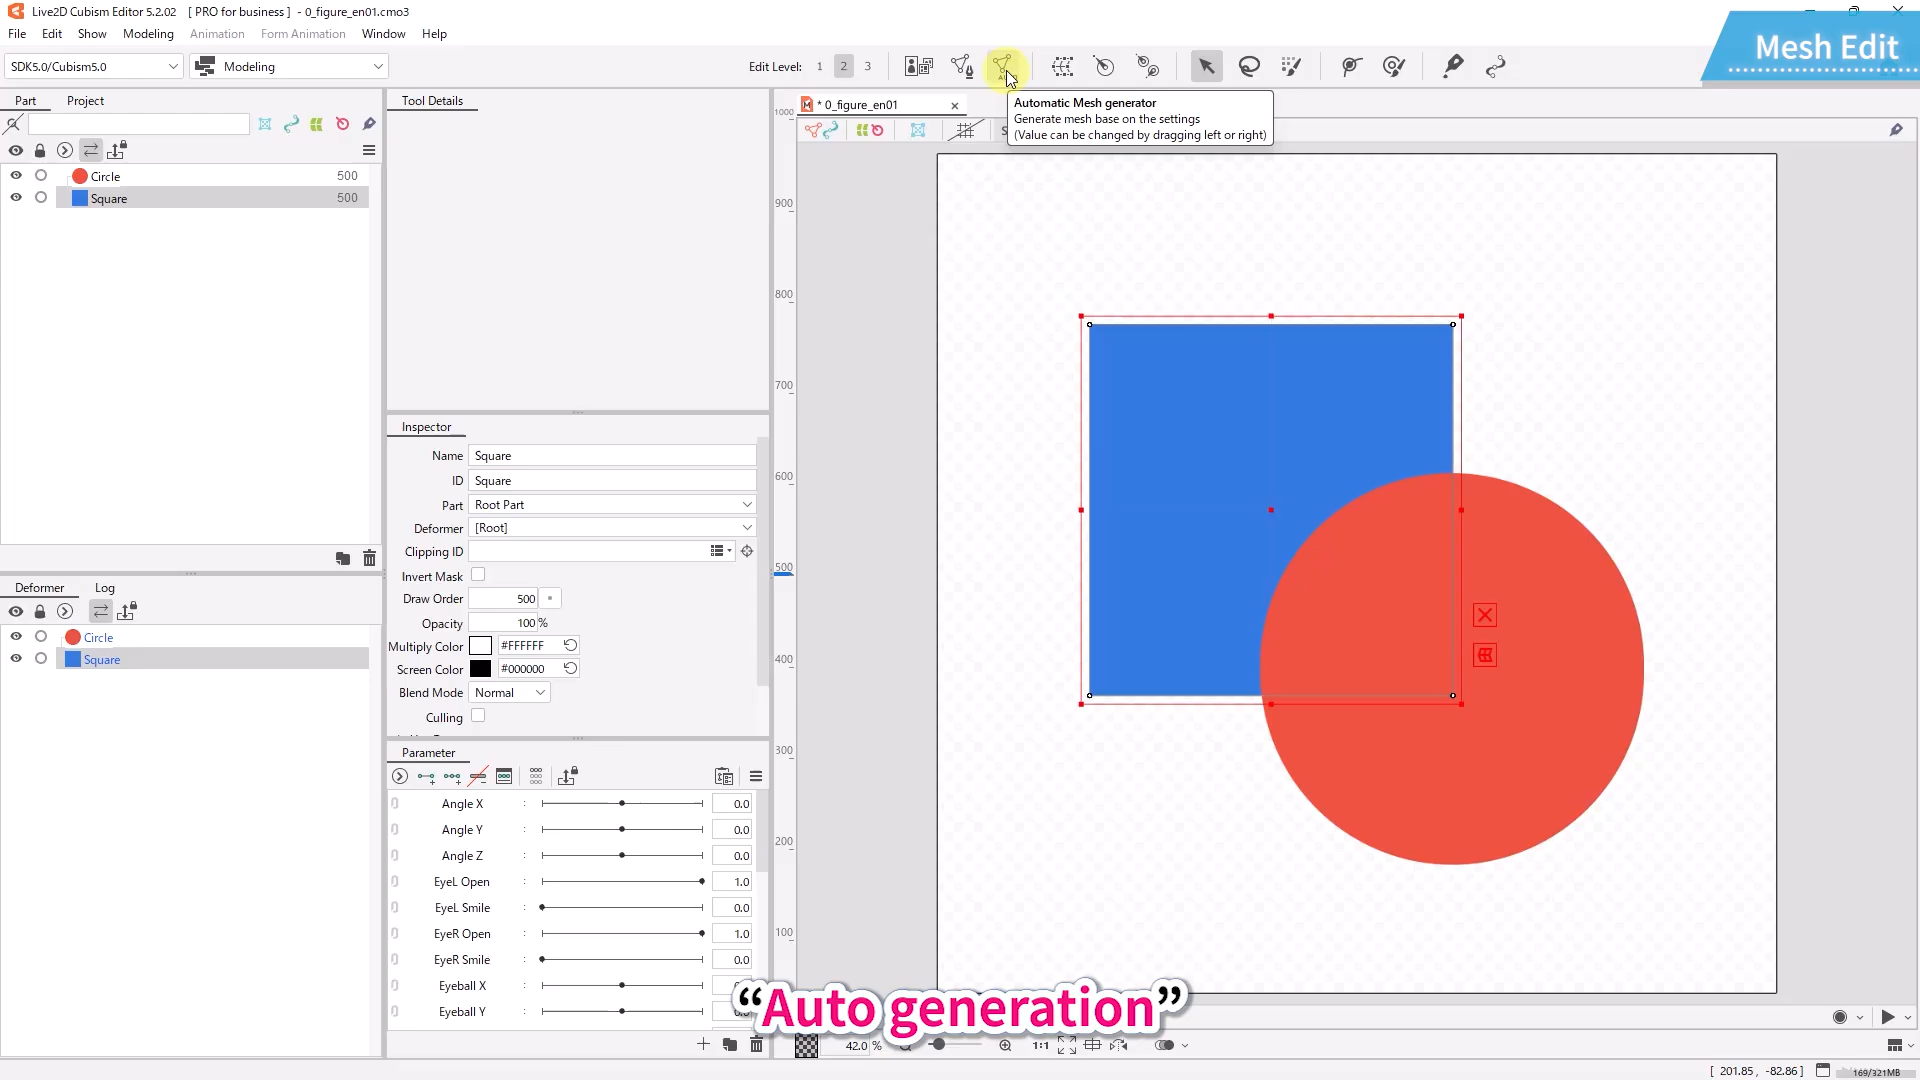 Live2D Cubism Editor 5.2.02 [ PRO for business ] - 0_figure_en01.cmo3
File Edit Show Modeling Animation Form Animation Window Help
Mesh Edit
SDK5.0/Cubism5.0 Modeling Edit Level: 1 2 3
Part Project
Tool Details
* 0_figure_en01
Automatic Mesh generator
Generate mesh base on the settings
(Value can be changed by dragging left or right)
Circle 500
Square 500
Inspector
Name Square
ID Square
Part Root Part
Deformer [Root]
Clipping ID
Invert Mask
Draw Order 500
Opacity 100 %
Multiply Color #FFFFFF
Screen Color #000000
Blend Mode Normal
Culling
Deformer Log
Circle
Square
Parameter
Angle X : 0.0
Angle Y : 0.0
Angle Z : 0.0
EyeL Open : 1.0
EyeL Smile : 0.0
EyeR Open : 1.0
EyeR Smile : 0.0
Eyeball X :
Eyeball Y :
1000
900
800
700
600
500
400
300
200
100
“Auto generation”
42.0 % 1:1
[ 201.85, -82.86 ] 169/321MB